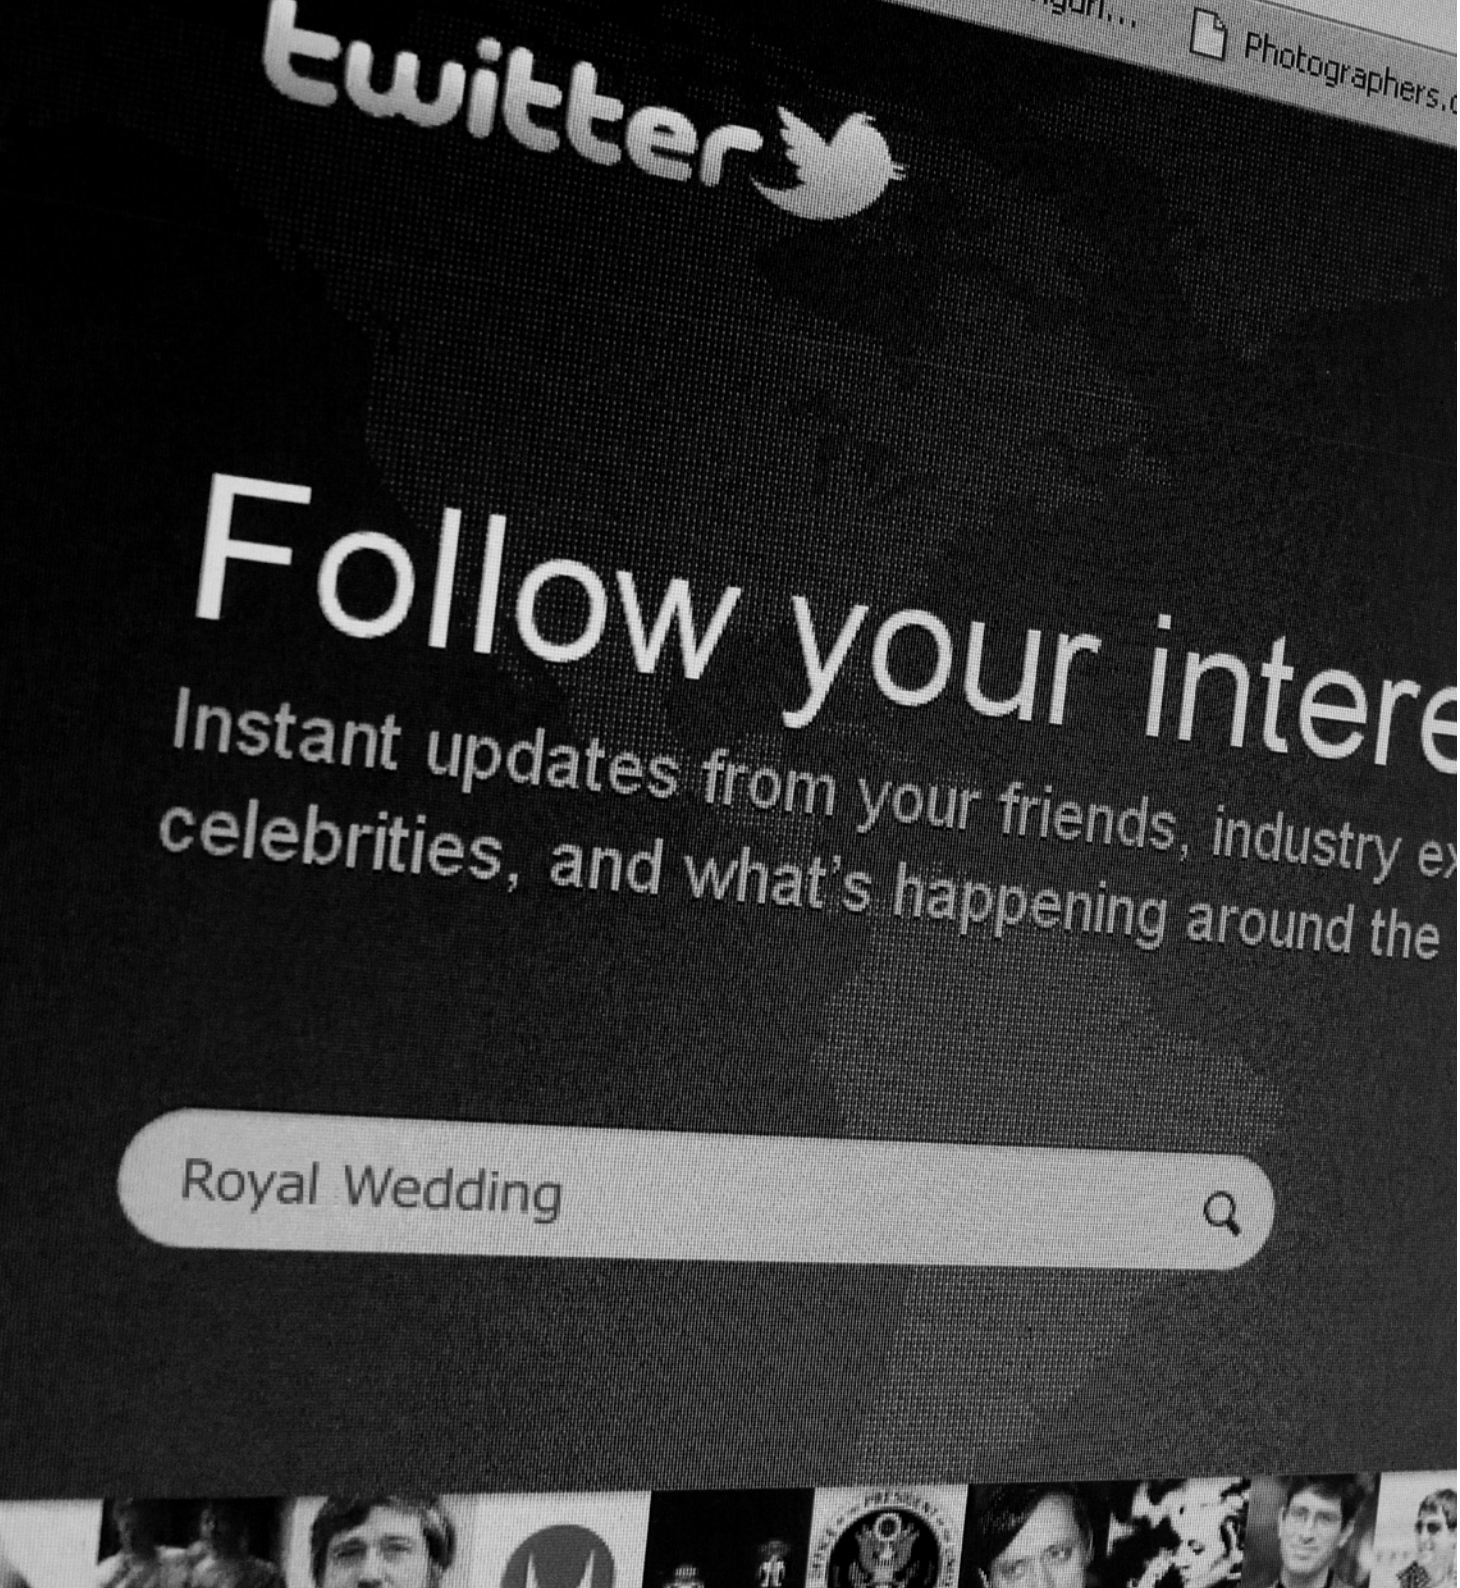 Photographers.c
twitter
Follow your intere
Instant updates from your friends, industry ex
celebrities, and what's happening around the
Royal Wedding